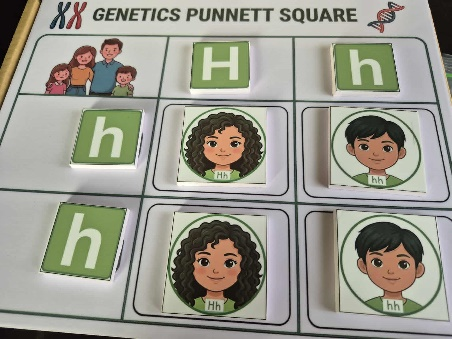 GENETICS PUNNETT SQUARE
H h
h Hh hh
h Hh hh